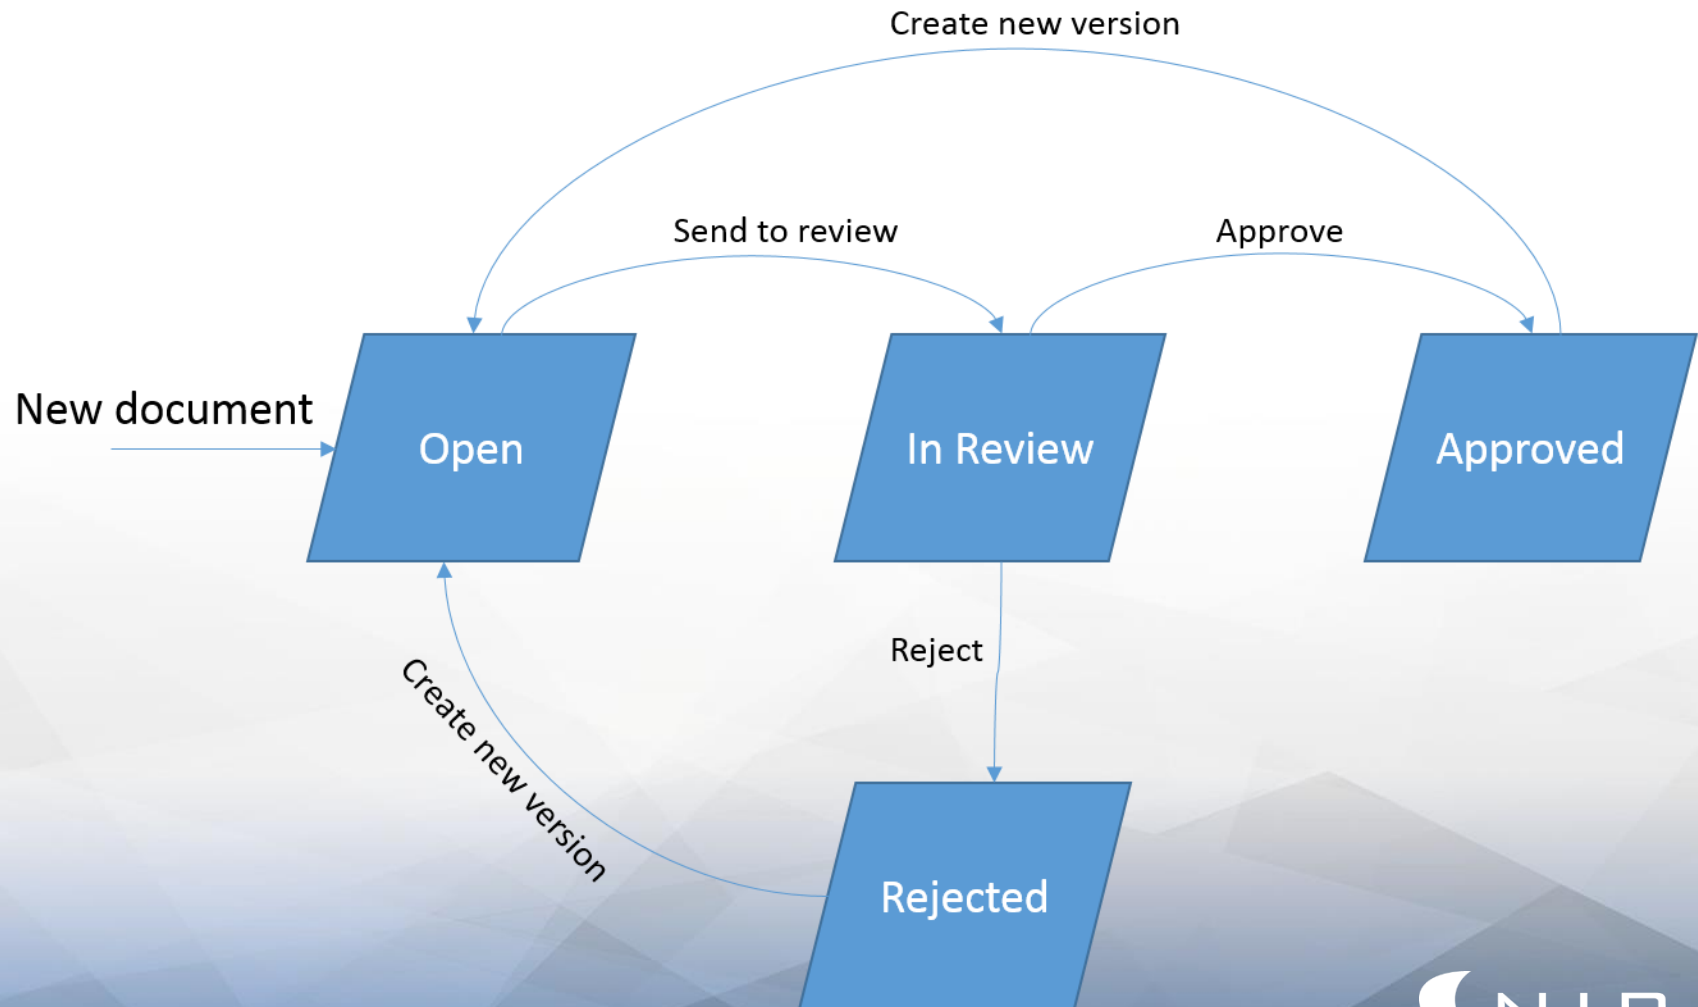 Create new version
Send to review
Approve
New document
Open
In Review
Approved
Reject
Create new version
Rejected